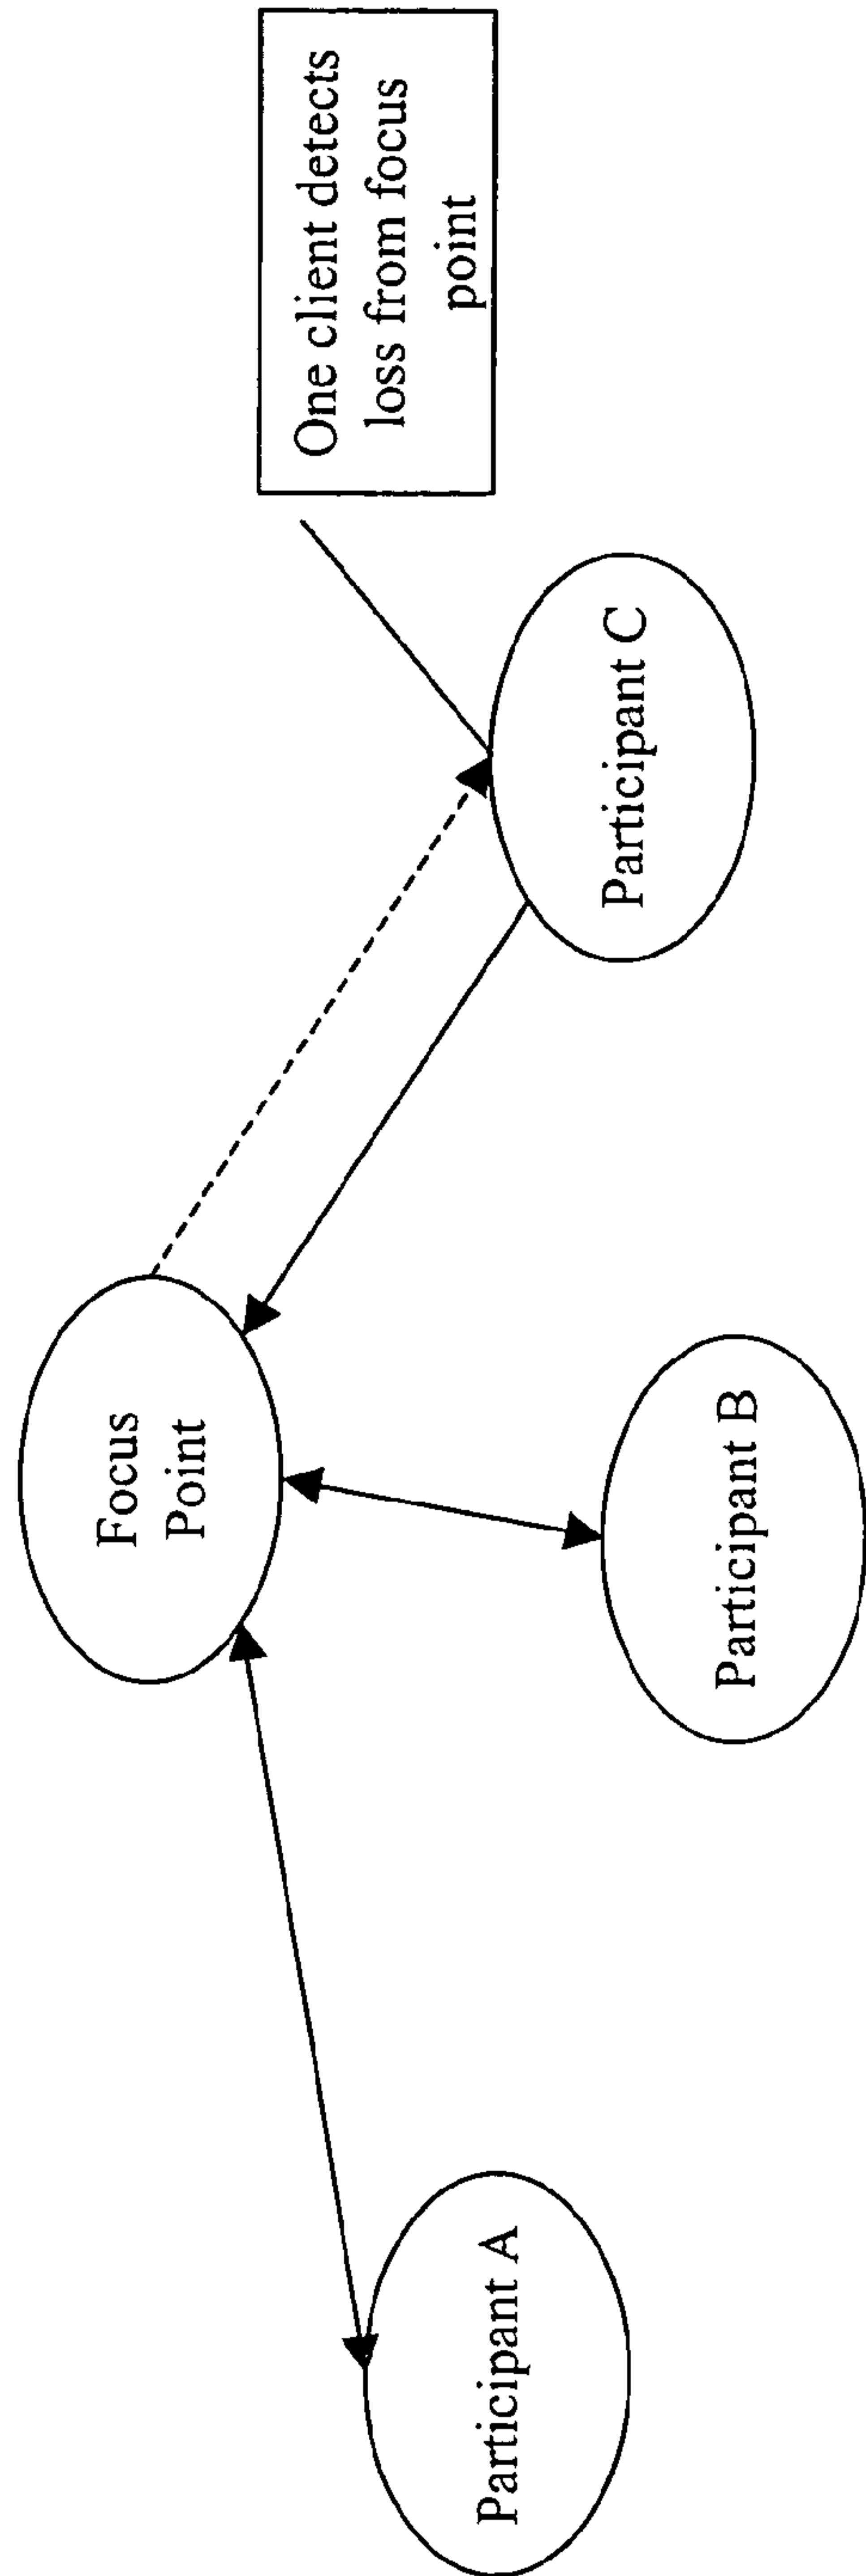 One client detects
loss from focus
point
Focus
Point
Participant C
Participant B
Participant A